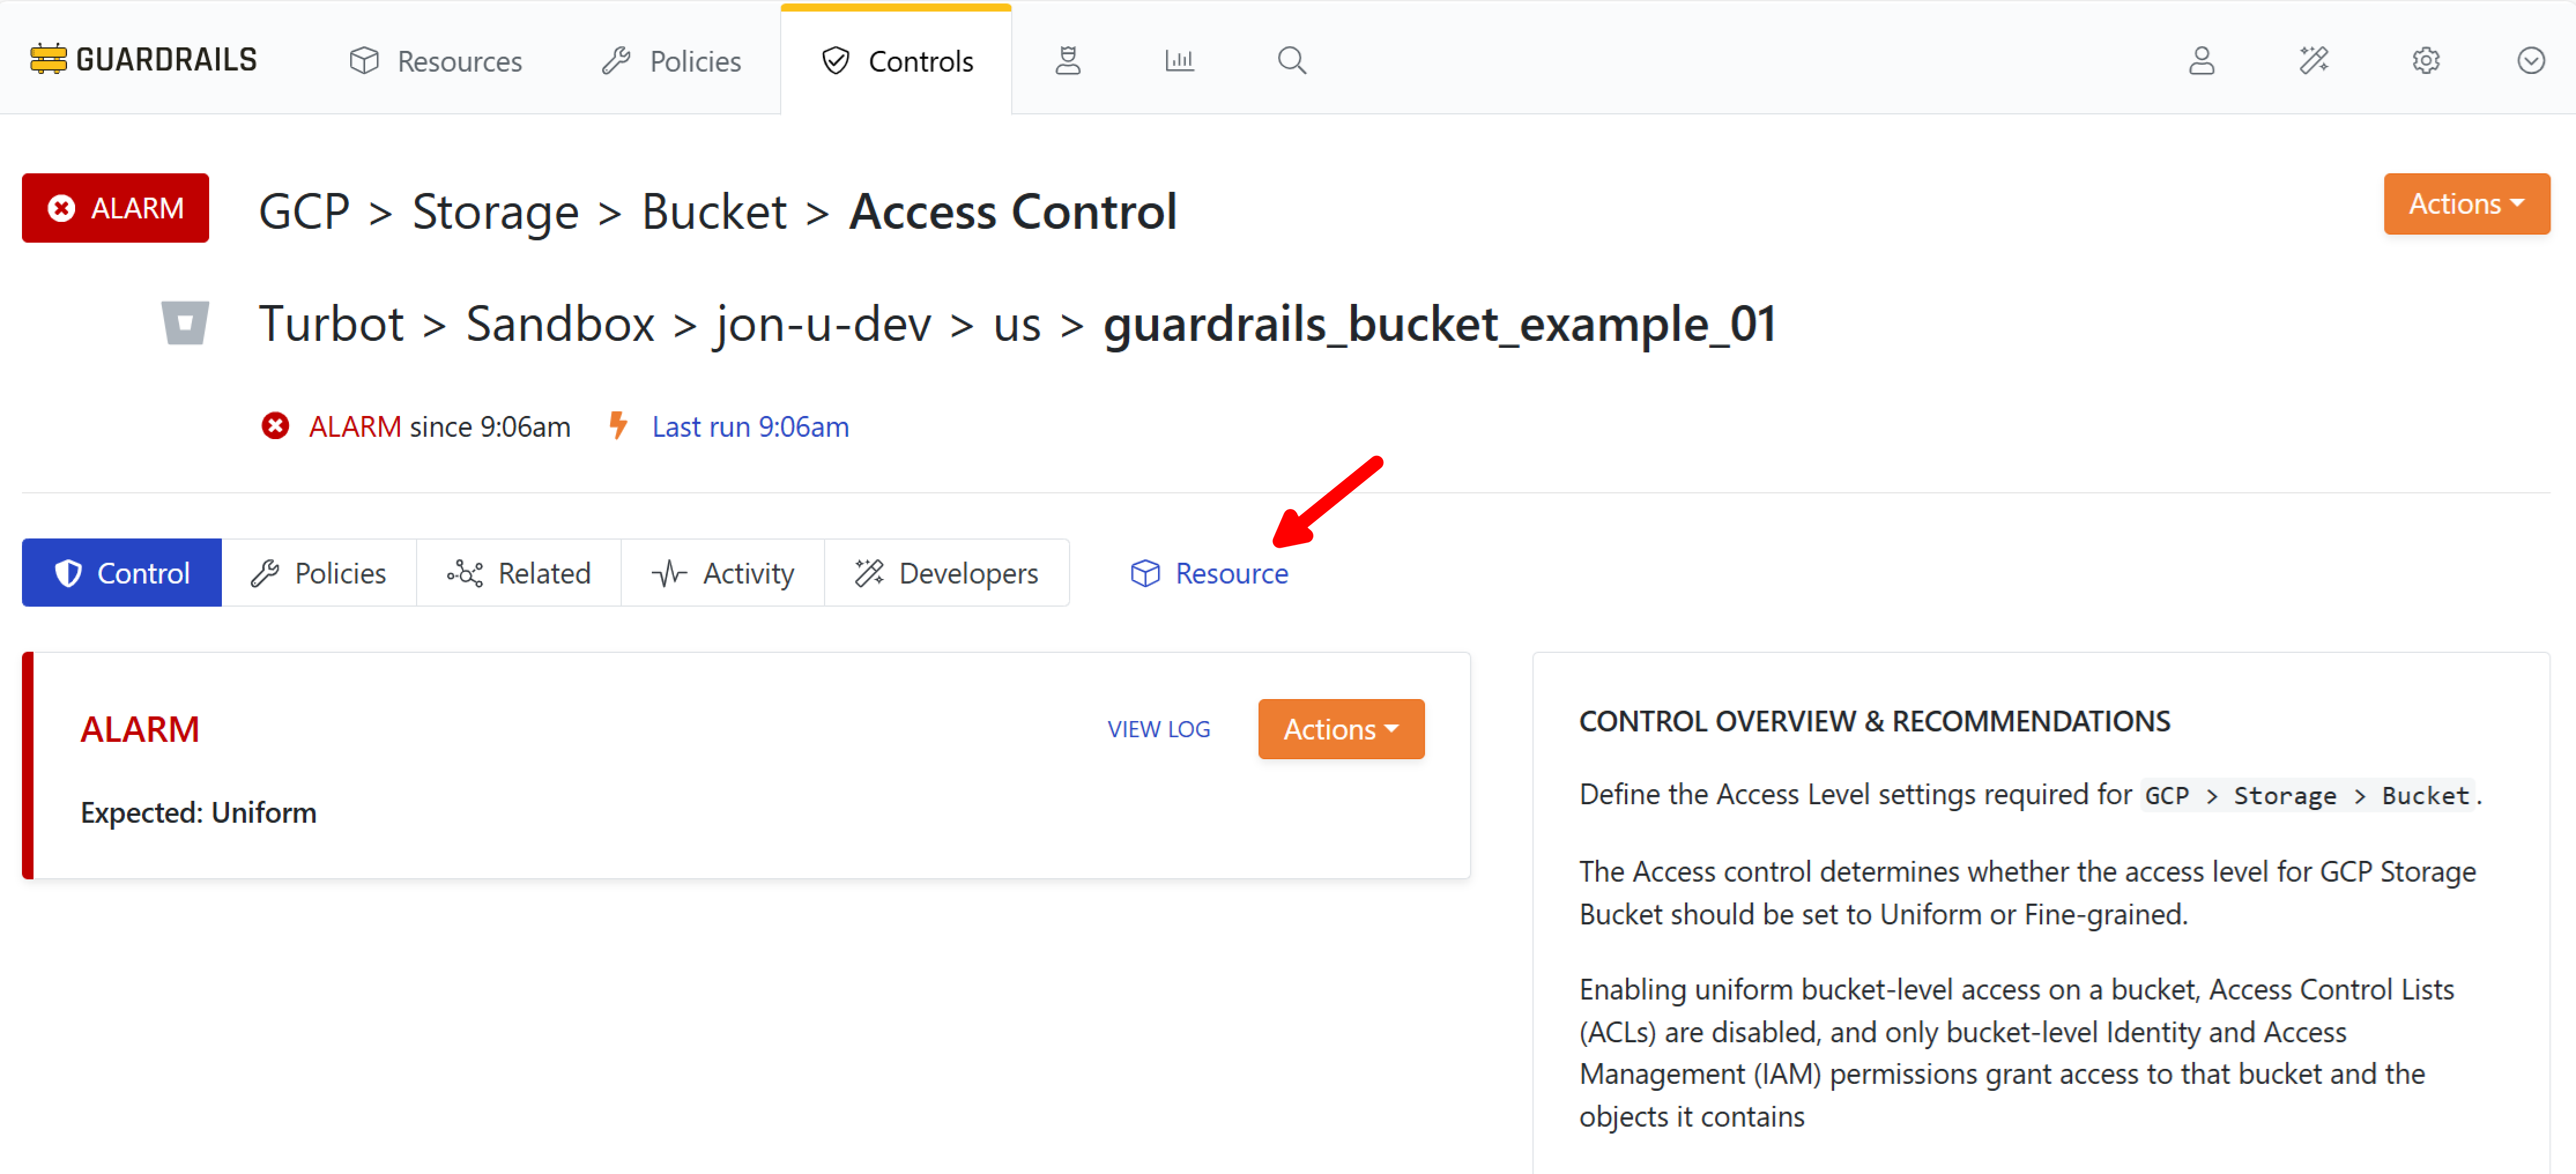 GUARDRAILS
Resources
Policies
Controls
ALARM
GCP > Storage > Bucket > Access Control
Actions
Turbot > Sandbox > jon-u-dev > us > guardrails_bucket_example_01
ALARM since 9:06am
Last run 9:06am
Control
Policies
Related
Activity
Developers
Resource
ALARM
VIEW LOG
Actions
Expected: Uniform
CONTROL OVERVIEW & RECOMMENDATIONS
Define the Access Level settings required for GCP > Storage > Bucket.
The Access control determines whether the access level for GCP Storage
Bucket should be set to Uniform or Fine-grained.
Enabling uniform bucket-level access on a bucket, Access Control Lists
(ACLs) are disabled, and only bucket-level Identity and Access
Management (IAM) permissions grant access to that bucket and the
objects it contains